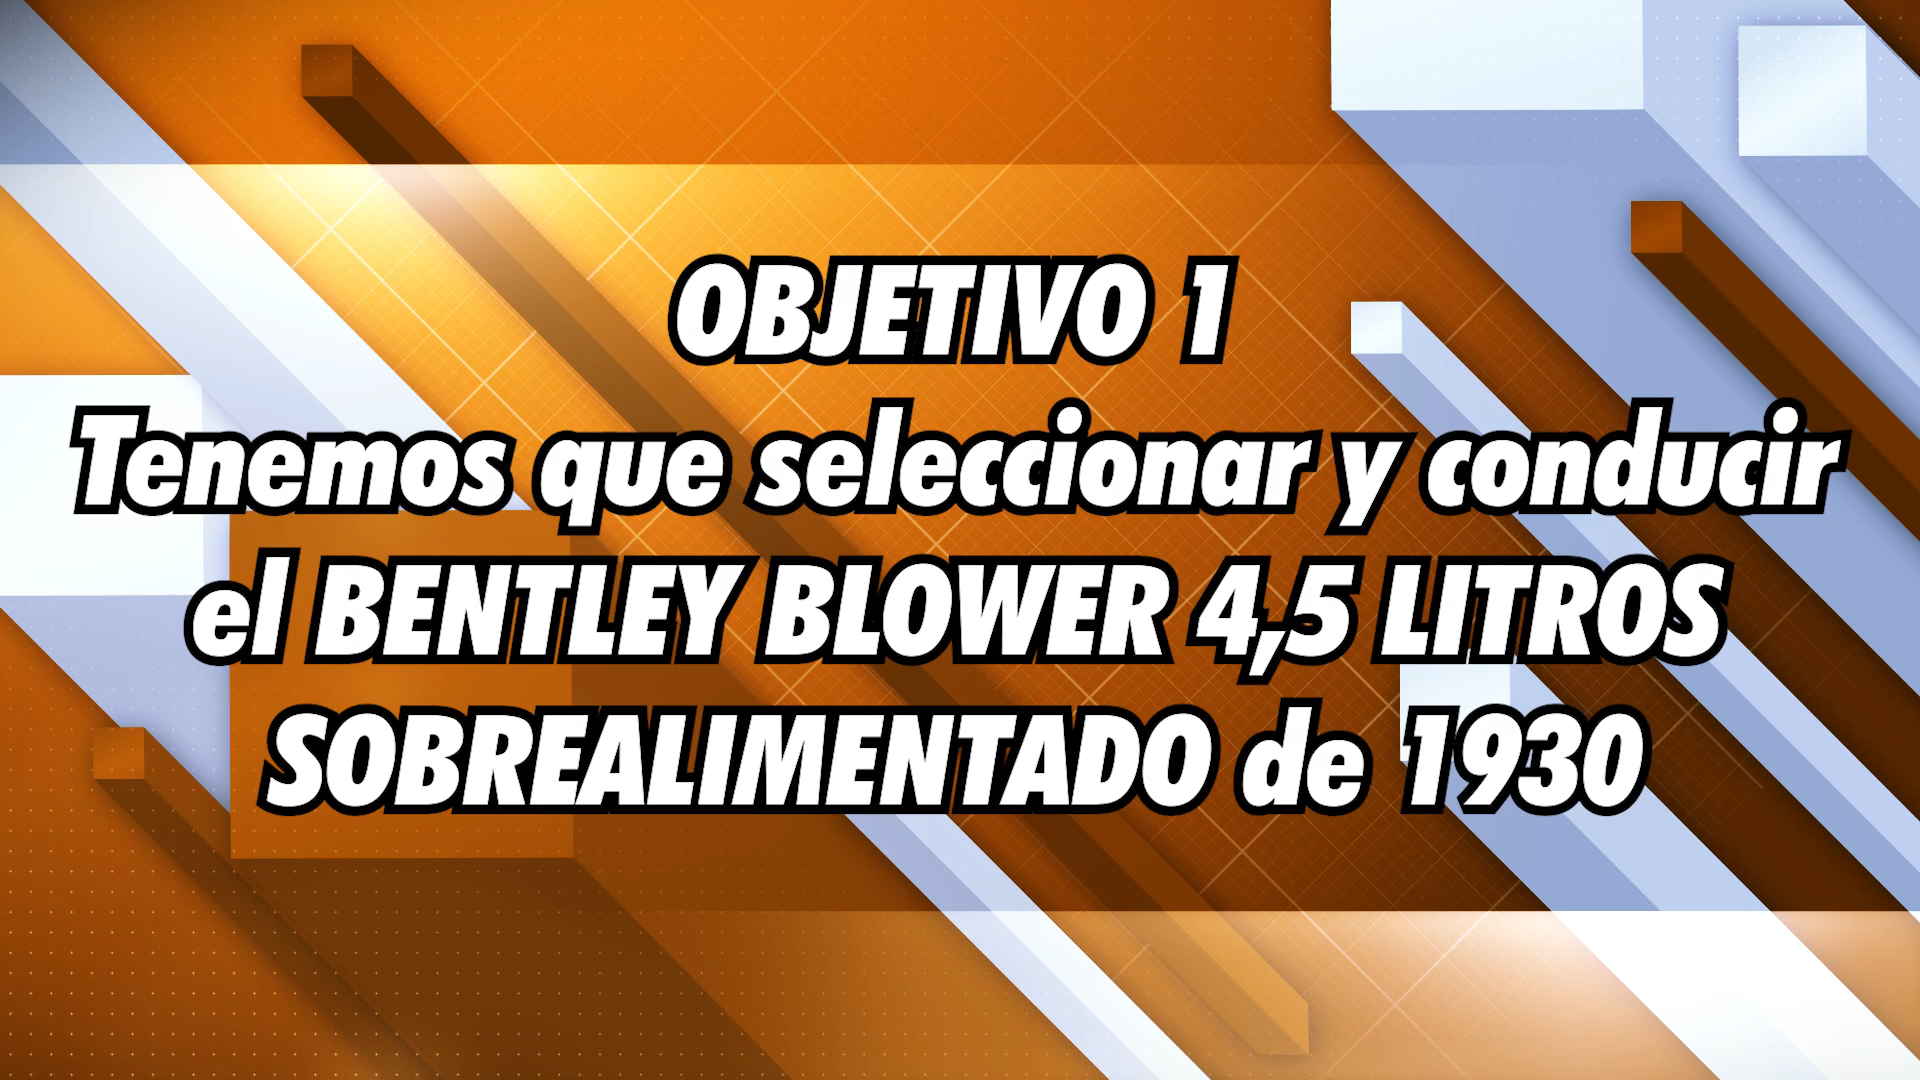 OBJETIVO 1
Tenemos que seleccionar y conducir
el BENTLEY BLOWER 4,5 LITROS
SOBREALIMENTADO de 1930